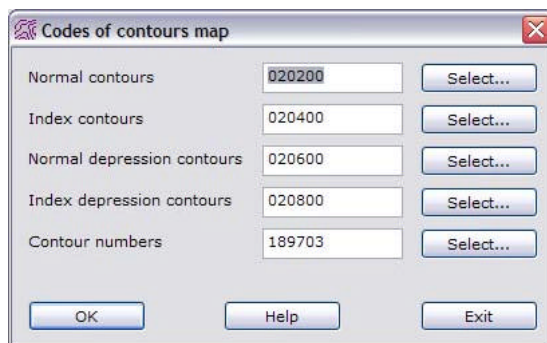 Codes of contours map
Normal contours 020200 Select...
Index contours 020400 Select...
Normal depression contours 020600 Select...
Index depression contours 020800 Select...
Contour numbers 189703 Select...
OK Help Exit